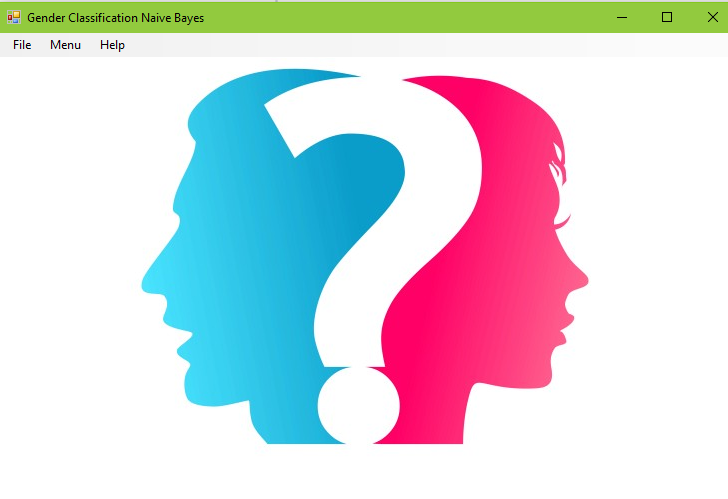 Gender Classification Naive Bayes
File Menu Help
?